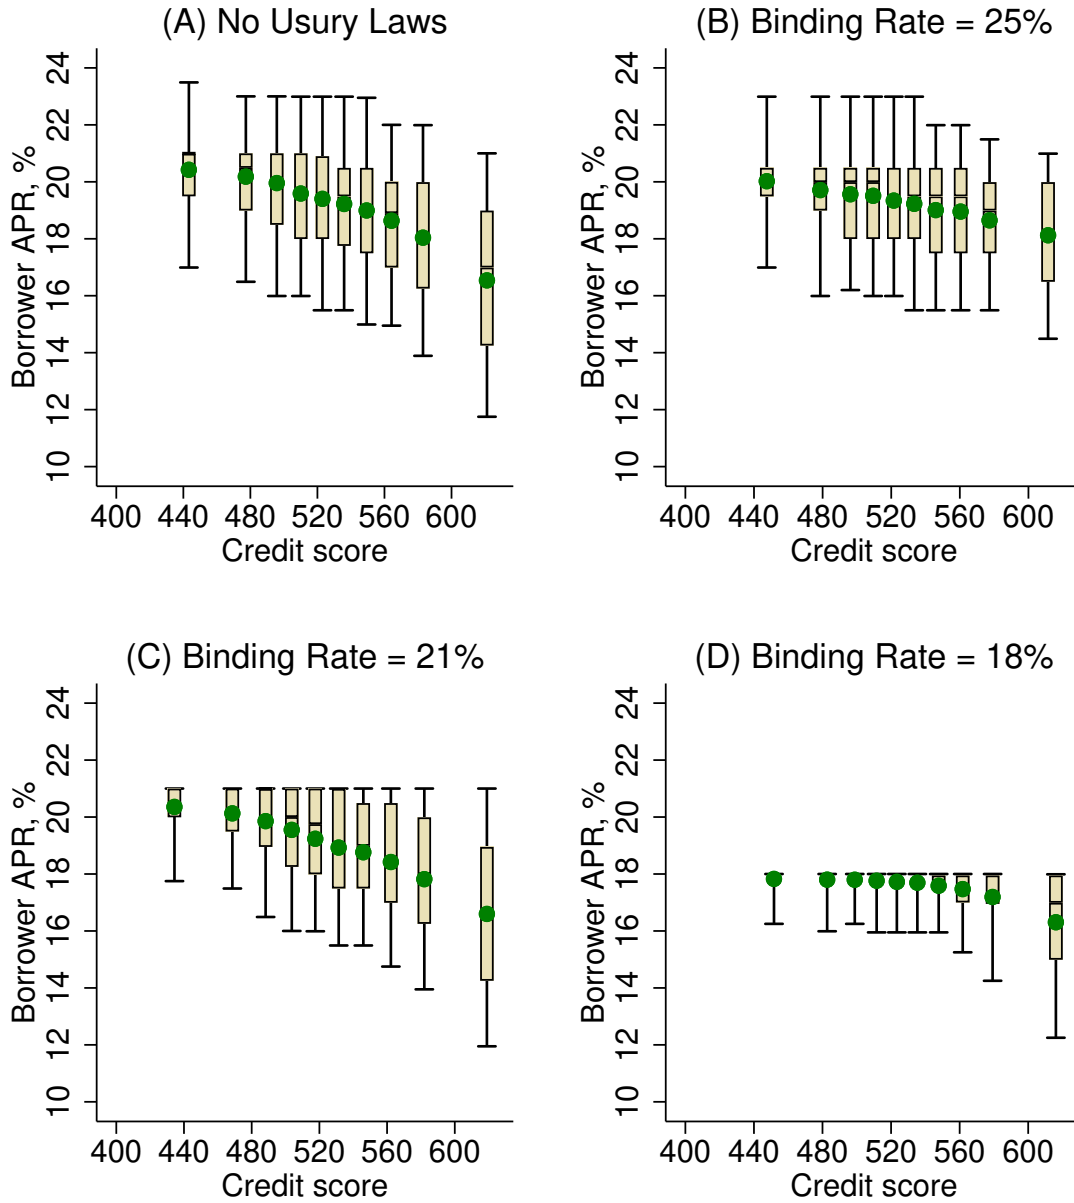 (A) No Usury Laws
Borrower APR, %
24
22
20
18
16
14
12
10
400 440 480 520 560 600
Credit score
(B) Binding Rate = 25%
Borrower APR, %
24
22
20
18
16
14
12
10
400 440 480 520 560 600
Credit score
(C) Binding Rate = 21%
Borrower APR, %
24
22
20
18
16
14
12
10
400 440 480 520 560 600
Credit score
(D) Binding Rate = 18%
Borrower APR, %
24
22
20
18
16
14
12
10
400 440 480 520 560 600
Credit score